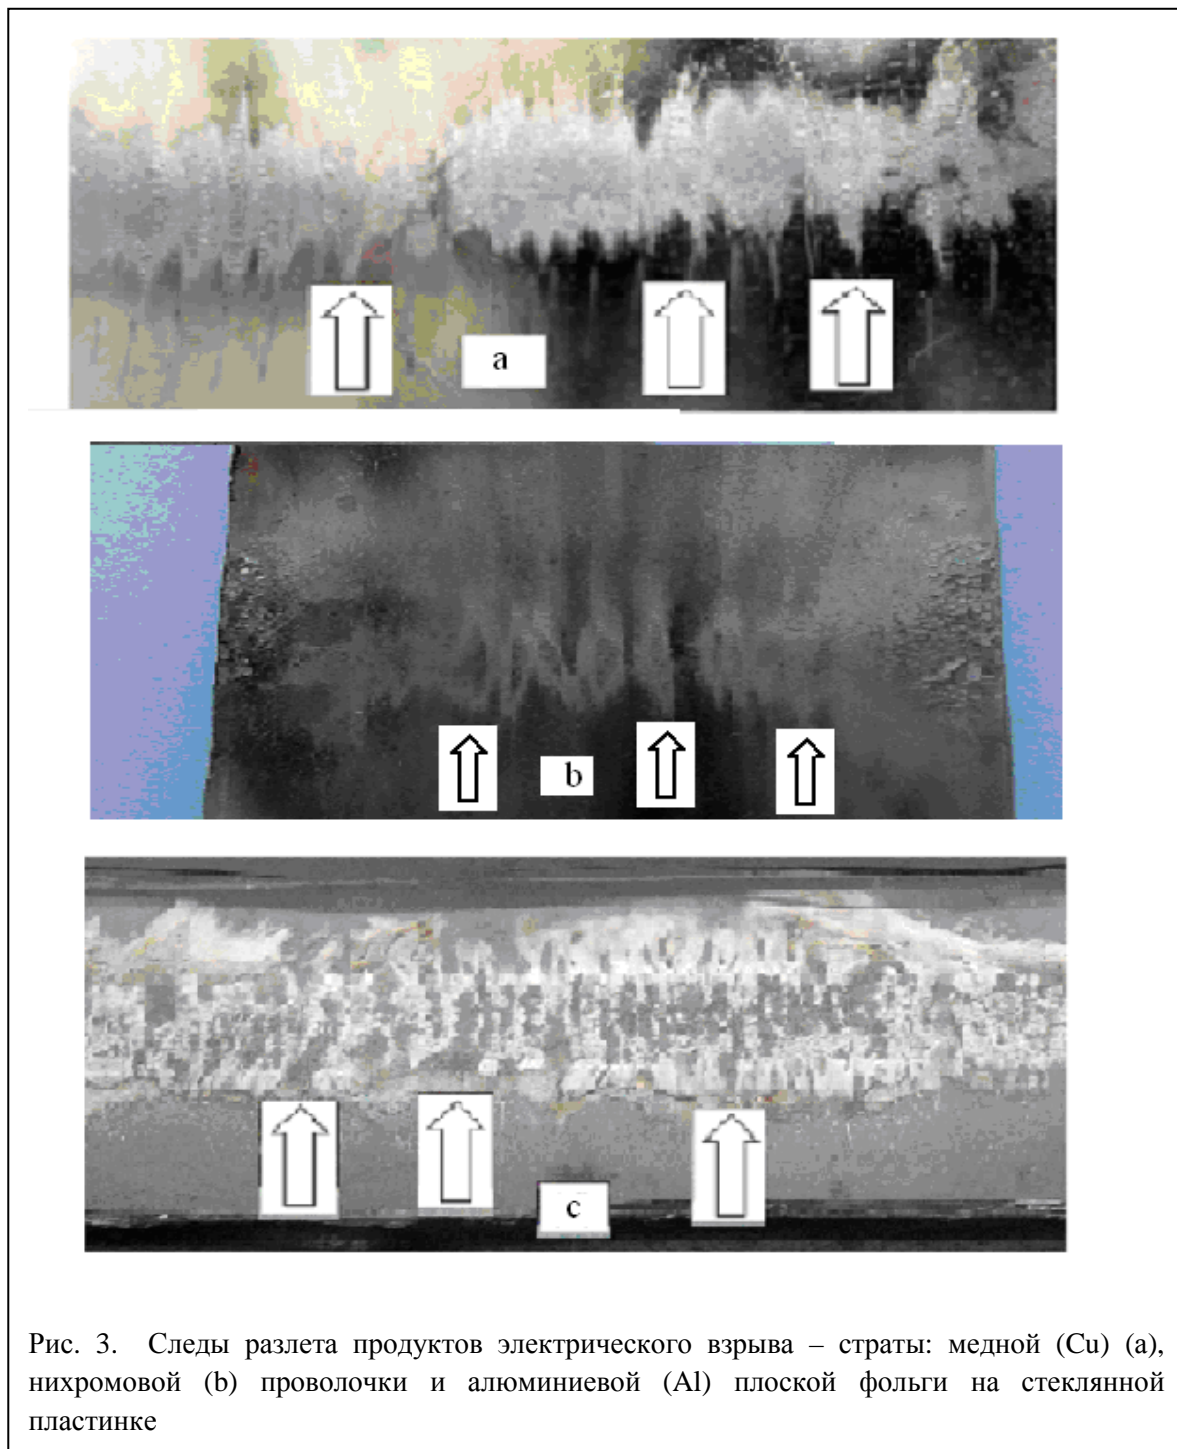 a
b
c
Рис. 3. Следы разлета продуктов электрического взрыва – страты: медной (Cu) (a),
нихромовой (b) проволочки и алюминиевой (Al) плоской фольги на стеклянной
пластинке